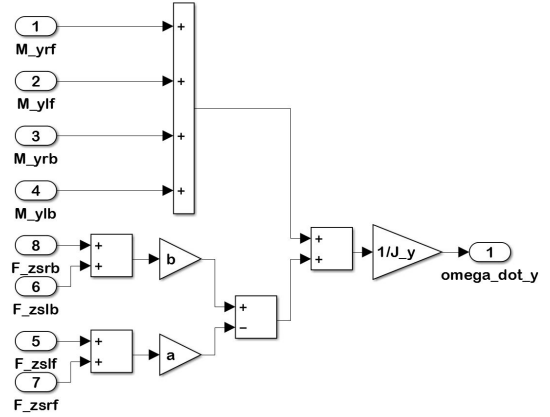 1
M_yrf
+
2
M_ylf
+
3
M_yrb
+
4
M_ylb
+
8
F_zsrb
+
+
6
F_zslb
b
5
F_zslf
+
+
7
F_zsrf
a
+
−
+
+
1/J_y
1
omega_dot_y